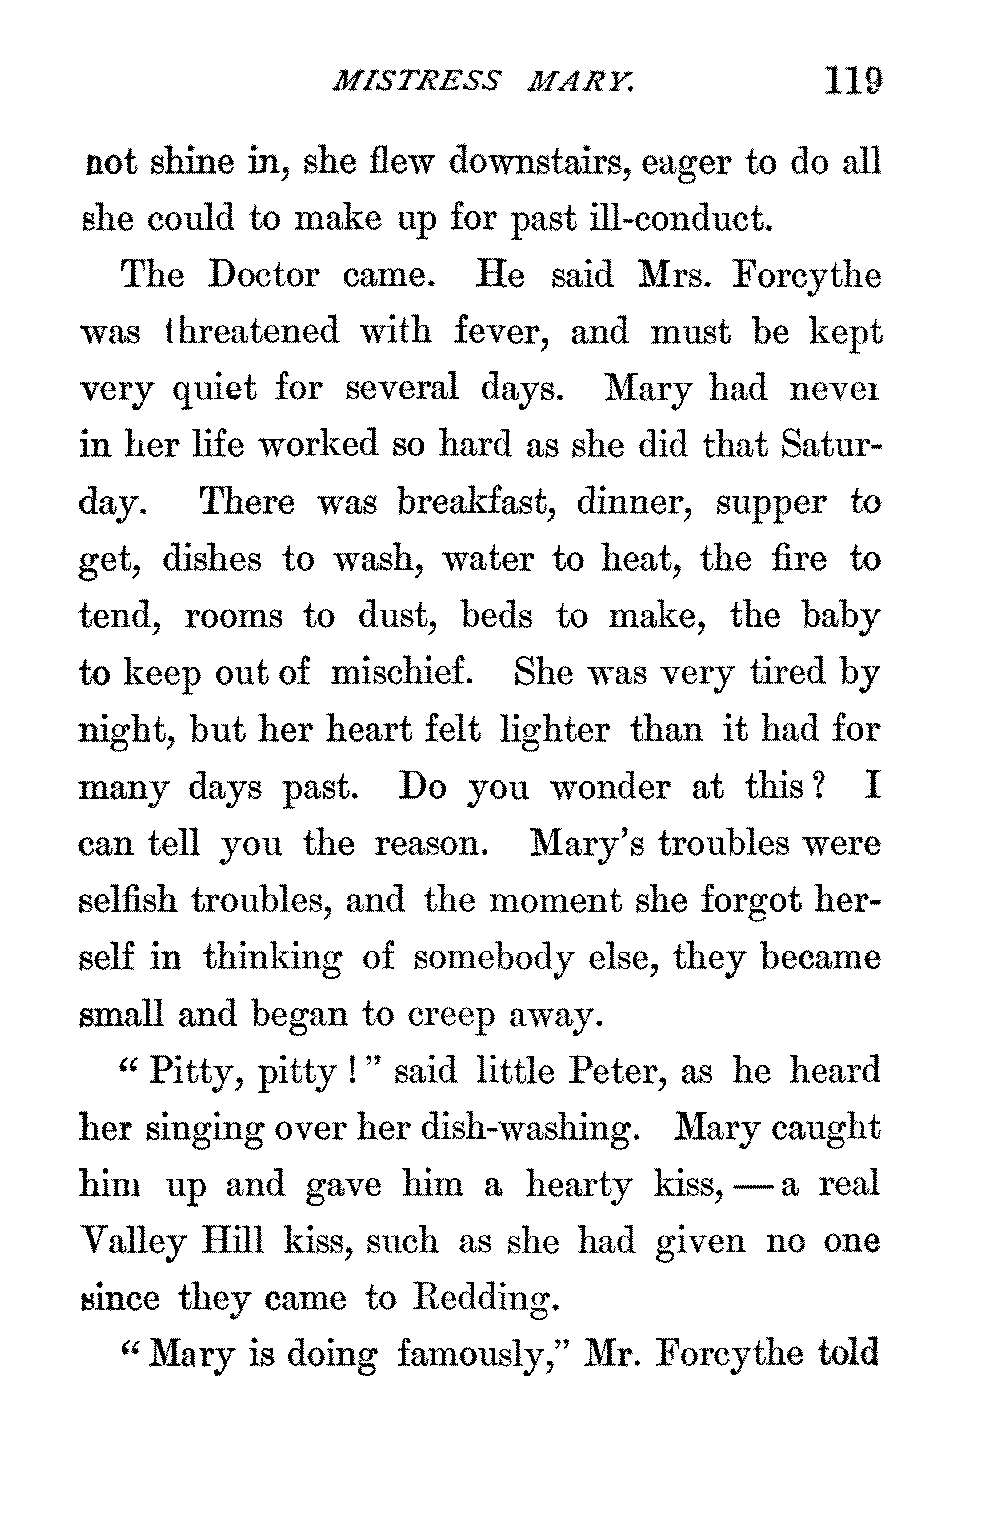 MISTRESS MARY. 119
not shine in, she flew downstairs, eager to do all
she could to make up for past ill-conduct.
The Doctor came. He said Mrs. Forcythe
was threatened with fever, and must be kept
very quiet for several days. Mary had never
in her life worked so hard as she did that Satur-
day. There was breakfast, dinner, supper to
get, dishes to wash, water to heat, the fire to
tend, rooms to dust, beds to make, the baby
to keep out of mischief. She was very tired by
night, but her heart felt lighter than it had for
many days past. Do you wonder at this? I
can tell you the reason. Mary's troubles were
selfish troubles, and the moment she forgot her-
self in thinking of somebody else, they became
small and began to creep away.
"Pitty, pitty!" said little Peter, as he heard
her singing over her dish-washing. Mary caught
him up and gave him a hearty kiss, — a real
Valley Hill kiss, such as she had given no one
since they came to Redding.
"Mary is doing famously," Mr. Forcythe told